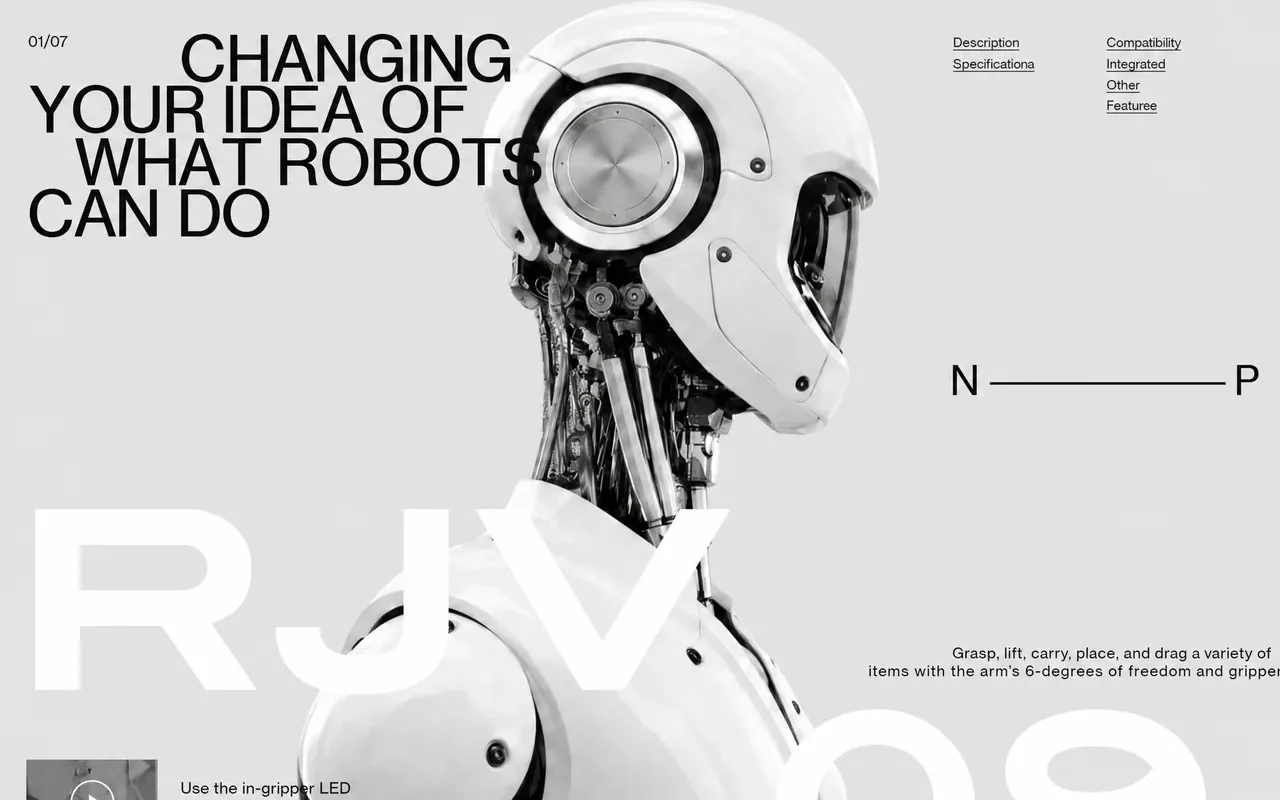 01/07
CHANGING
YOUR IDEA OF
WHAT ROBOTS
CAN DO
Description
Specificationa
Compatibility
Integrated
Other
Featuree
N
P
RJV
Grasp, lift, carry, place, and drag a variety of
items with the arm’s 6-degrees of freedom and gripper
09
Use the in-gripper LED